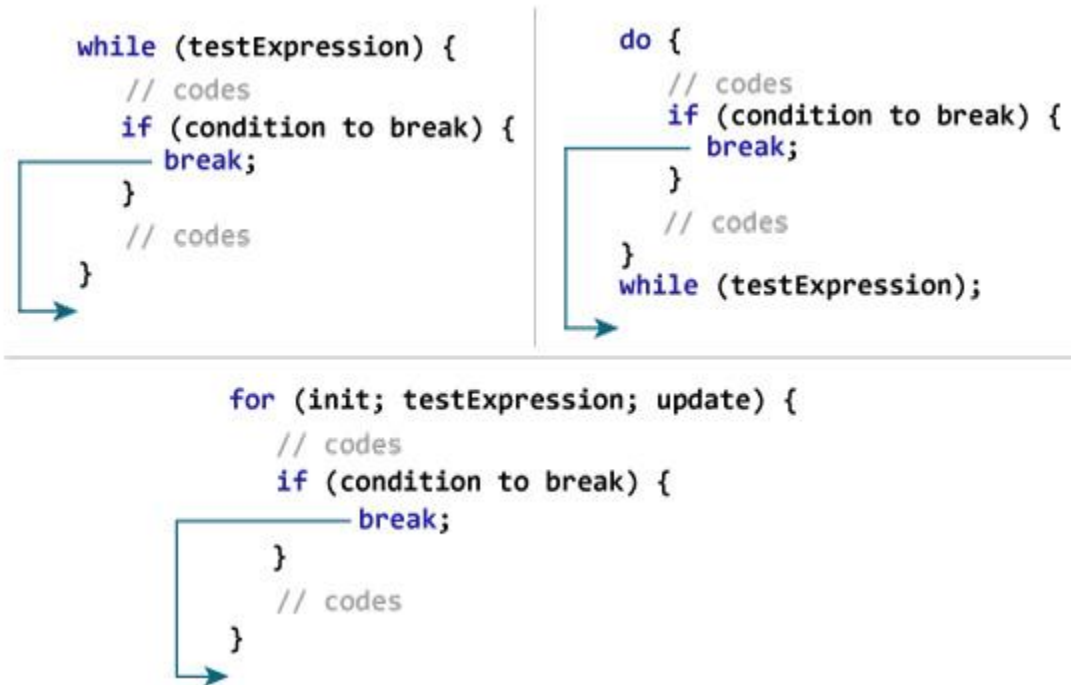 while (testExpression) {
// codes
if (condition to break) {
break;
}
// codes
}
do {
// codes
if (condition to break) {
break;
}
// codes
}
while (testExpression);
for (init; testExpression; update) {
// codes
if (condition to break) {
break;
}
// codes
}